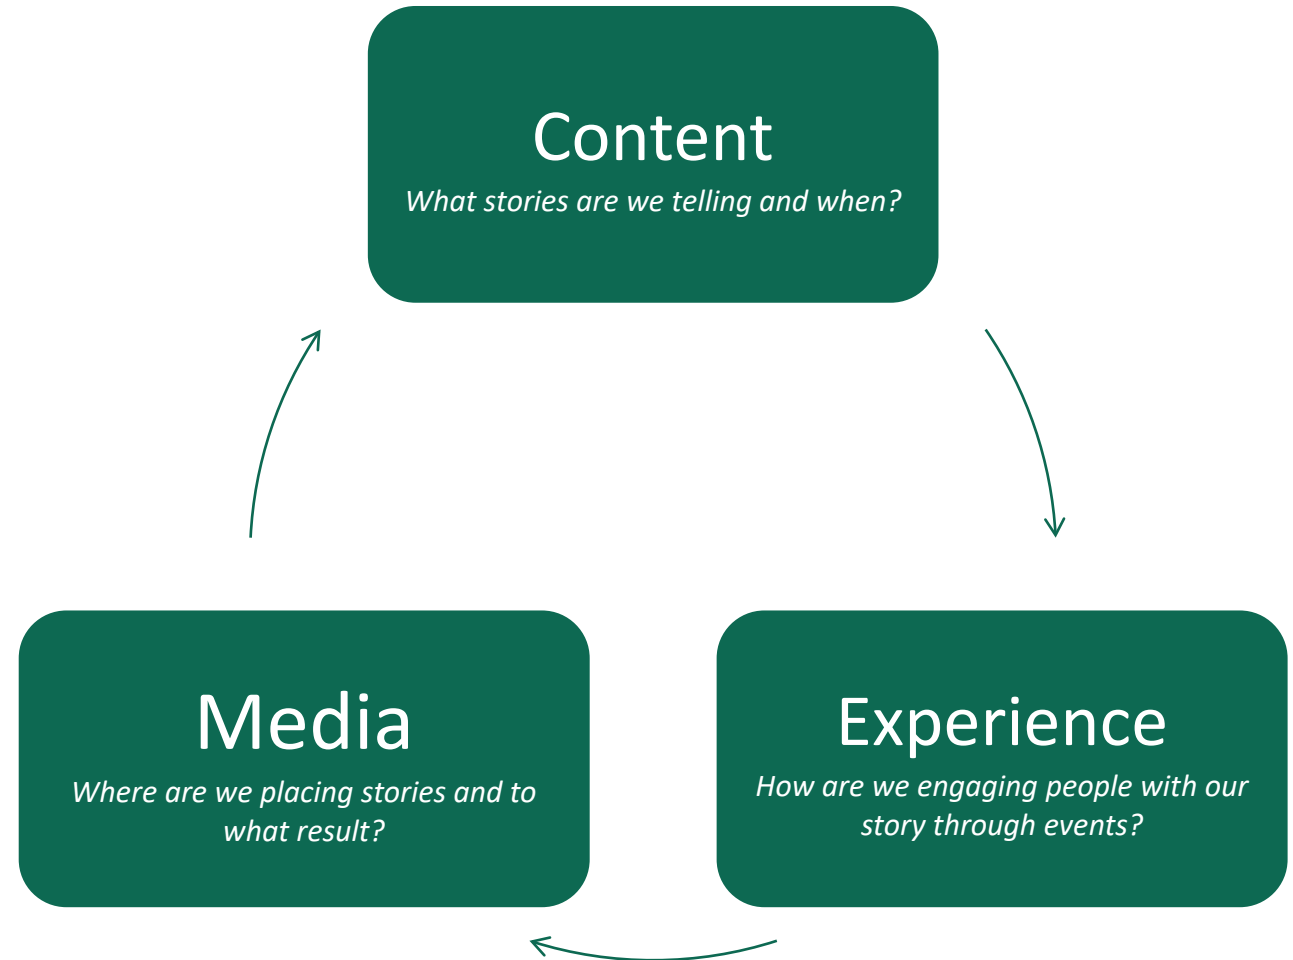 Content
What stories are we telling and when?
Media
Where are we placing stories and to
what result?
Experience
How are we engaging people with our
story through events?